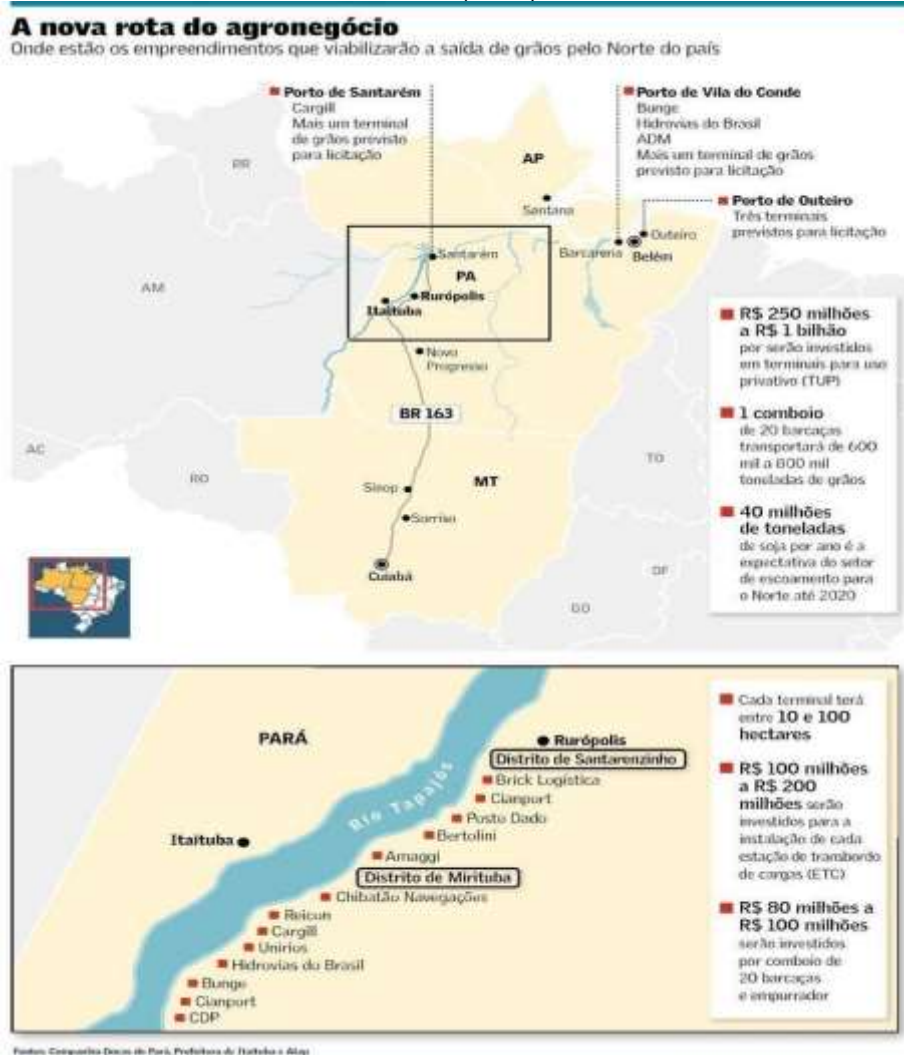 A nova rota do agronegócio
Onde estão os empreendimentos que viabilizarão a saída de grãos pelo Norte do país
Porto de Santarém
Cargill
Mais um terminal
de grãos previsto
para licitação
Porto de Vila do Conde
Bunge
Hidrovias do Brasil
ADM
Mais um terminal de grãos
previsto para licitação
Porto de Outeiro
Três terminais
previstos para licitação
RR
AP
Santana
Outeiro
Barcarena
Belém
Santarém
PA
Rurópolis
Itaituba
AM
Novo
Progresso
BR 163
AC
RO
TO
MT
Sinop
Sorriso
Cuiabá
DF
GO
R$ 250 milhões
a R$ 1 bilhão
por serão investidos
em terminais para uso
privativo (TUP)
1 comboio
de 20 barcaças
transportará de 600
mil a 800 mil
toneladas de grãos
40 milhões
de toneladas
de soja por ano é a
expectativa do setor
de escoamento para
o Norte até 2020
PARÁ
Rio Tapajós
Itaituba
Rurópolis
Distrito de Santarenzinho
Brick Logística
Cianport
Posto Dado
Bertolini
Amaggi
Distrito de Mirituba
Chibatão Navegações
Reicon
Cargill
Unirios
Hidrovias do Brasil
Bunge
Cianport
CDP
Cada terminal terá
entre 10 e 100
hectares
R$ 100 milhões
a R$ 200
milhões serão
investidos para a
instalação de cada
estação de transbordo
de cargas (ETC)
R$ 80 milhões a
R$ 100 milhões
serão investidos
por comboio de
20 barcaças
e empurrador
Fontes: Companhia Docas do Pará, Prefeitura de Itaituba e